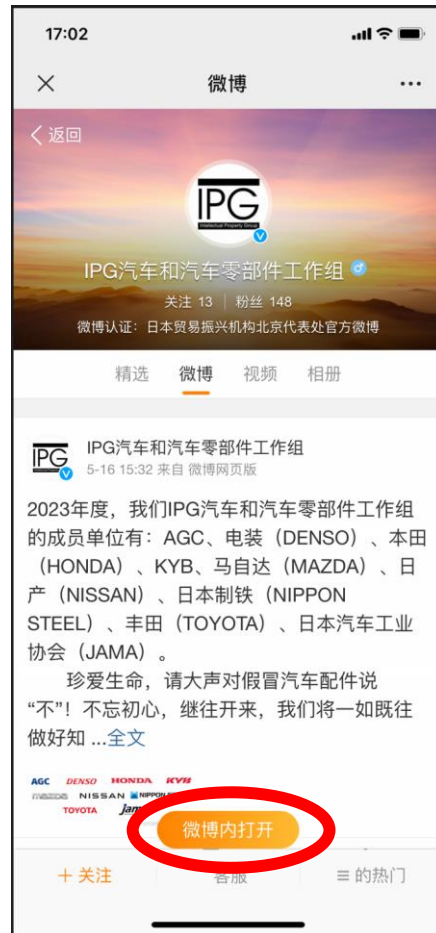 17:02
微博
返回
IPG
Intellectual Property Group
IPG汽车和汽车零部件工作组
关注 13 粉丝 148
微博认证：日本贸易振兴机构北京代表处官方微博
精选 微博 视频 相册
IPG
IPG汽车和汽车零部件工作组
5-16 15:32 来自 微博网页版
2023年度，我们IPG汽车和汽车零部件工作组
的成员单位有：AGC、电装（DENSO）、本田
（HONDA）、KYB、马自达（MAZDA）、日
产（NISSAN）、日本制铁（NIPPON
STEEL）、丰田（TOYOTA）、日本汽车工业
协会（JAMA）。
珍爱生命，请大声对假冒汽车配件说
“不”！不忘初心，继往开来，我们将一如既往
做好知 ...全文
AGC DENSO HONDA KYB
mazda NISSAN NIPPON
TOYOTA jama
微博内打开
+ 关注 客服 的热门